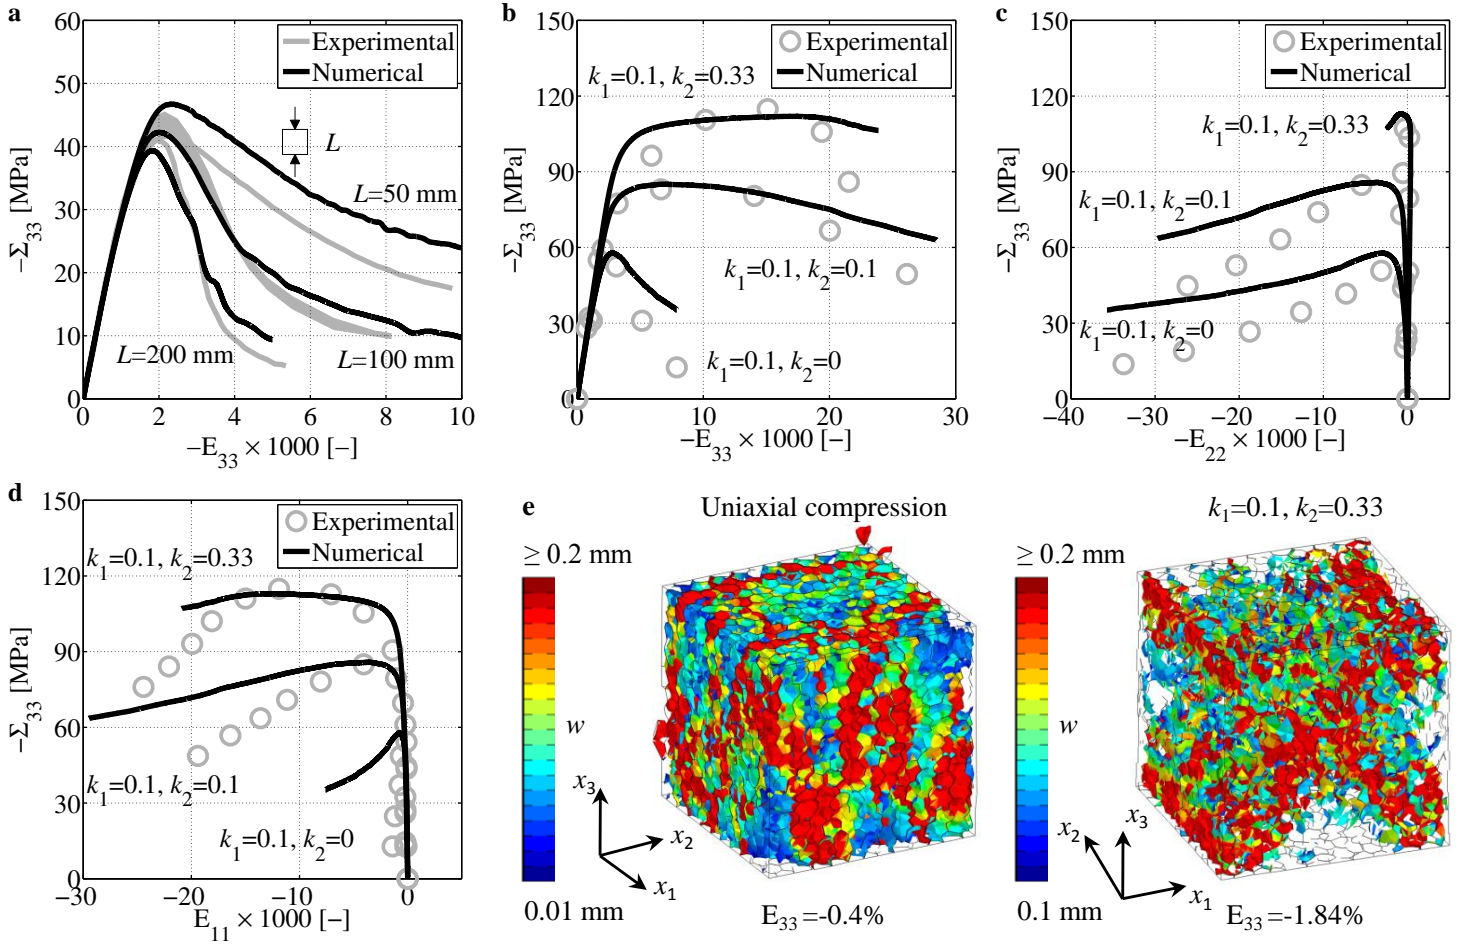 a
60
50
40
30
20
10
0
−Σ33 [MPa]
Experimental
Numerical
L
L=50 mm
L=200 mm
L=100 mm
0 2 4 6 8 10
−E33 × 1000 [−]
b
150
120
90
60
30
0
−Σ33 [MPa]
Experimental
Numerical
k1=0.1, k2=0.33
k1=0.1, k2=0.1
k1=0.1, k2=0
0 10 20 30
−E33 × 1000 [−]
c
150
120
90
60
30
0
−Σ33 [MPa]
Experimental
Numerical
k1=0.1, k2=0.33
k1=0.1, k2=0.1
k1=0.1, k2=0
−40 −30 −20 −10 0
−E22 × 1000 [−]
d
150
120
90
60
30
0
−Σ33 [MPa]
Experimental
Numerical
k1=0.1, k2=0.33
k1=0.1, k2=0.1
k1=0.1, k2=0
−30 −20 −10 0
E11 × 1000 [−]
e
Uniaxial compression
≥ 0.2 mm
w
0.01 mm
x3
x2
x1
E33=-0.4%
k1=0.1, k2=0.33
≥ 0.2 mm
w
0.1 mm
x2
x3
x1
E33=-1.84%